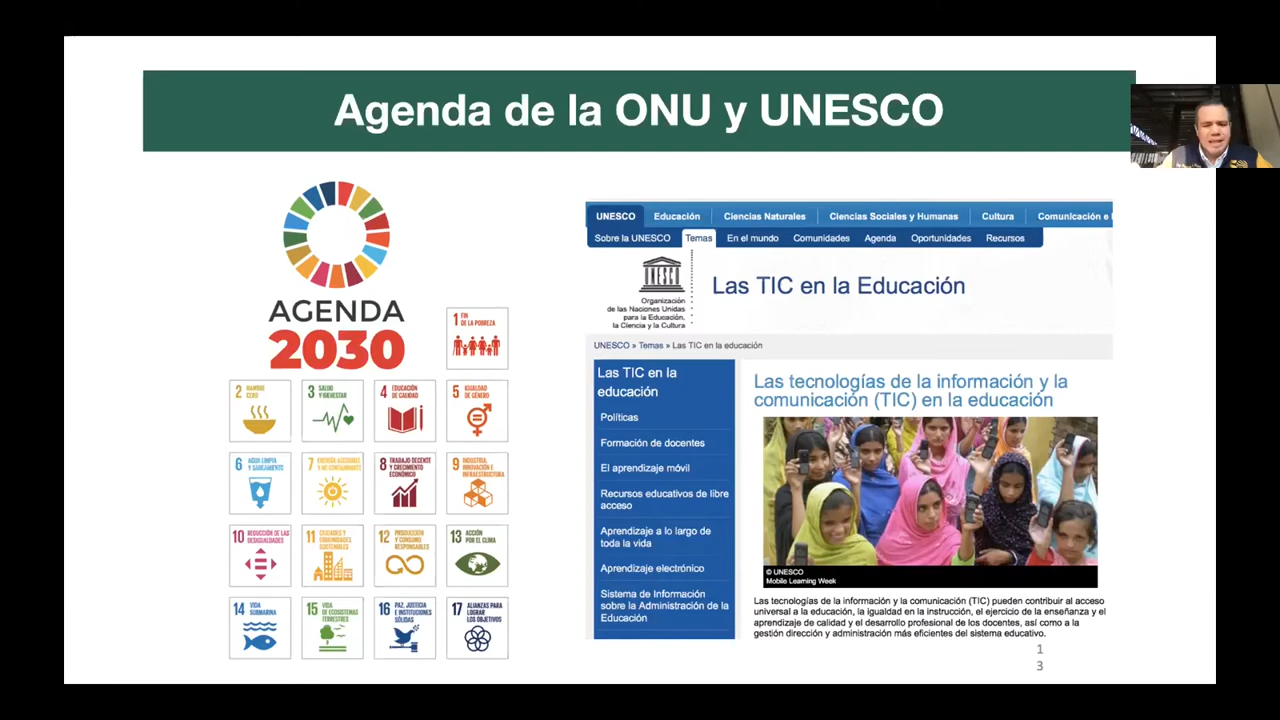 Agenda de la ONU y UNESCO
AGENDA
2030
1 FIN
DE LA POBREZA
2 HAMBRE
CERO
3 SALUD
Y BIENESTAR
4 EDUCACIÓN
DE CALIDAD
5 IGUALDAD
DE GÉNERO
6 AGUA LIMPIA
Y SANEAMIENTO
7 ENERGÍA ASEQUIBLE
Y NO CONTAMINANTE
8 TRABAJO DECENTE
Y CRECIMIENTO
ECONÓMICO
9 INDUSTRIA,
INNOVACIÓN E
INFRAESTRUCTURA
10 REDUCCIÓN DE LAS
DESIGUALDADES
11 CIUDADES Y
COMUNIDADES
SOSTENIBLES
12 PRODUCCIÓN
Y CONSUMO
RESPONSABLES
13 ACCIÓN
POR EL CLIMA
14 VIDA
SUBMARINA
15 VIDA
DE ECOSISTEMAS
TERRESTRES
16 PAZ, JUSTICIA
E INSTITUCIONES
SÓLIDAS
17 ALIANZAS PARA
LOGRAR
LOS OBJETIVOS
UNESCO Educación Ciencias Naturales Ciencias Sociales y Humanas Cultura Comunicación e I
Sobre la UNESCO Temas En el mundo Comunidades Agenda Oportunidades Recursos
Organización
de las Naciones Unidas
para la Educación,
la Ciencia y la Cultura
Las TIC en la Educación
UNESCO » Temas » Las TIC en la educación
Las TIC en la
educación
Políticas
Formación de docentes
El aprendizaje móvil
Recursos educativos de libre
acceso
Aprendizaje a lo largo de
toda la vida
Aprendizaje electrónico
Sistema de Información
sobre la Administración de la
Educación
Las tecnologías de la información y la
comunicación (TIC) en la educación
© UNESCO
Mobile Learning Week
Las tecnologías de la información y la comunicación (TIC) pueden contribuir al acceso
universal a la educación, la igualdad en la instrucción, el ejercicio de la enseñanza y el
aprendizaje de calidad y el desarrollo profesional de los docentes, así como a la
gestión dirección y administración más eficientes del sistema educativo.
1
3